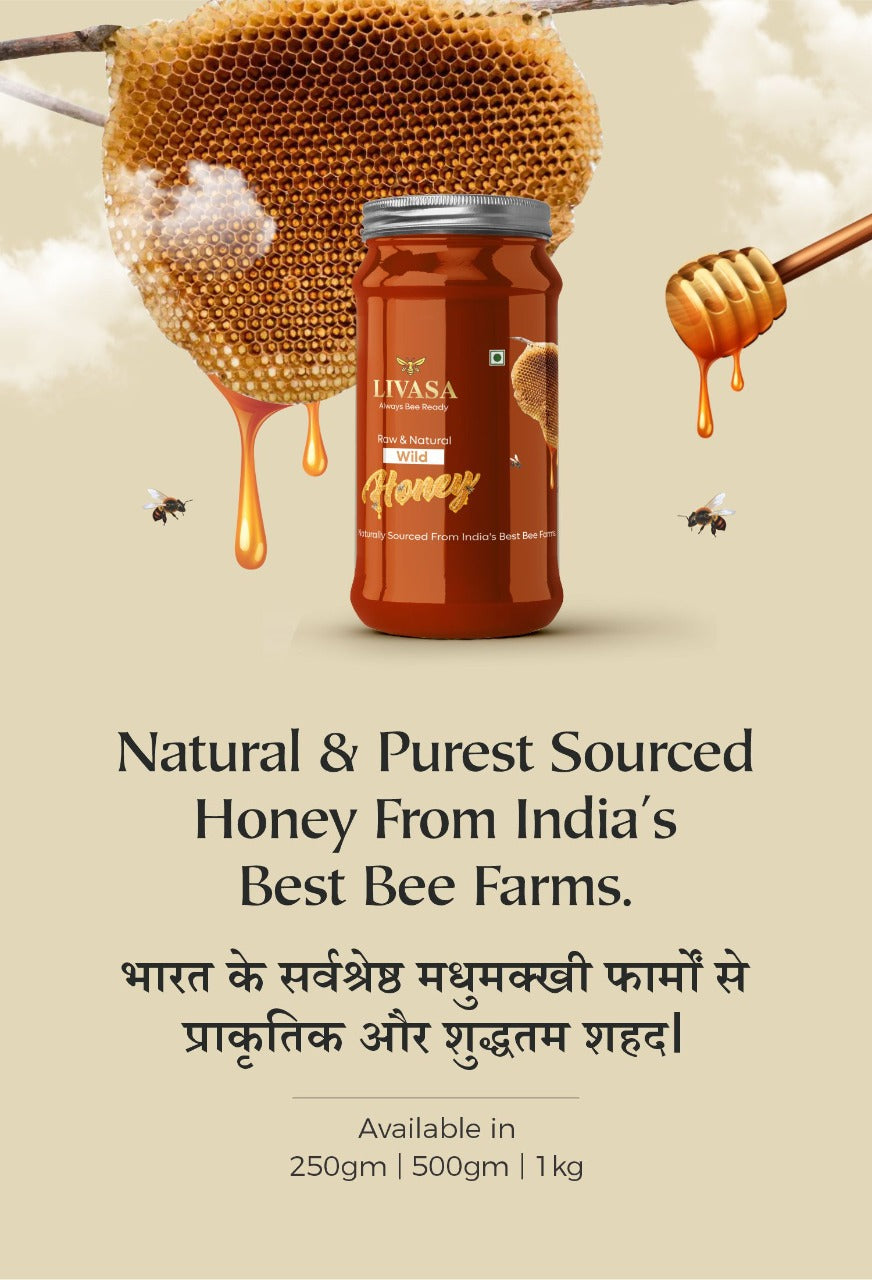 LIVASA
Always Bee Ready
Raw & Natural
Wild
Honey
Naturally Sourced From India's Best Bee Farms
Natural & Purest Sourced
Honey From India's
Best Bee Farms.
भारत के सर्वश्रेष्ठ मधुमक्खी फार्मों से
प्राकृतिक और शुद्धतम शहद।
Available in
250gm | 500gm | 1kg